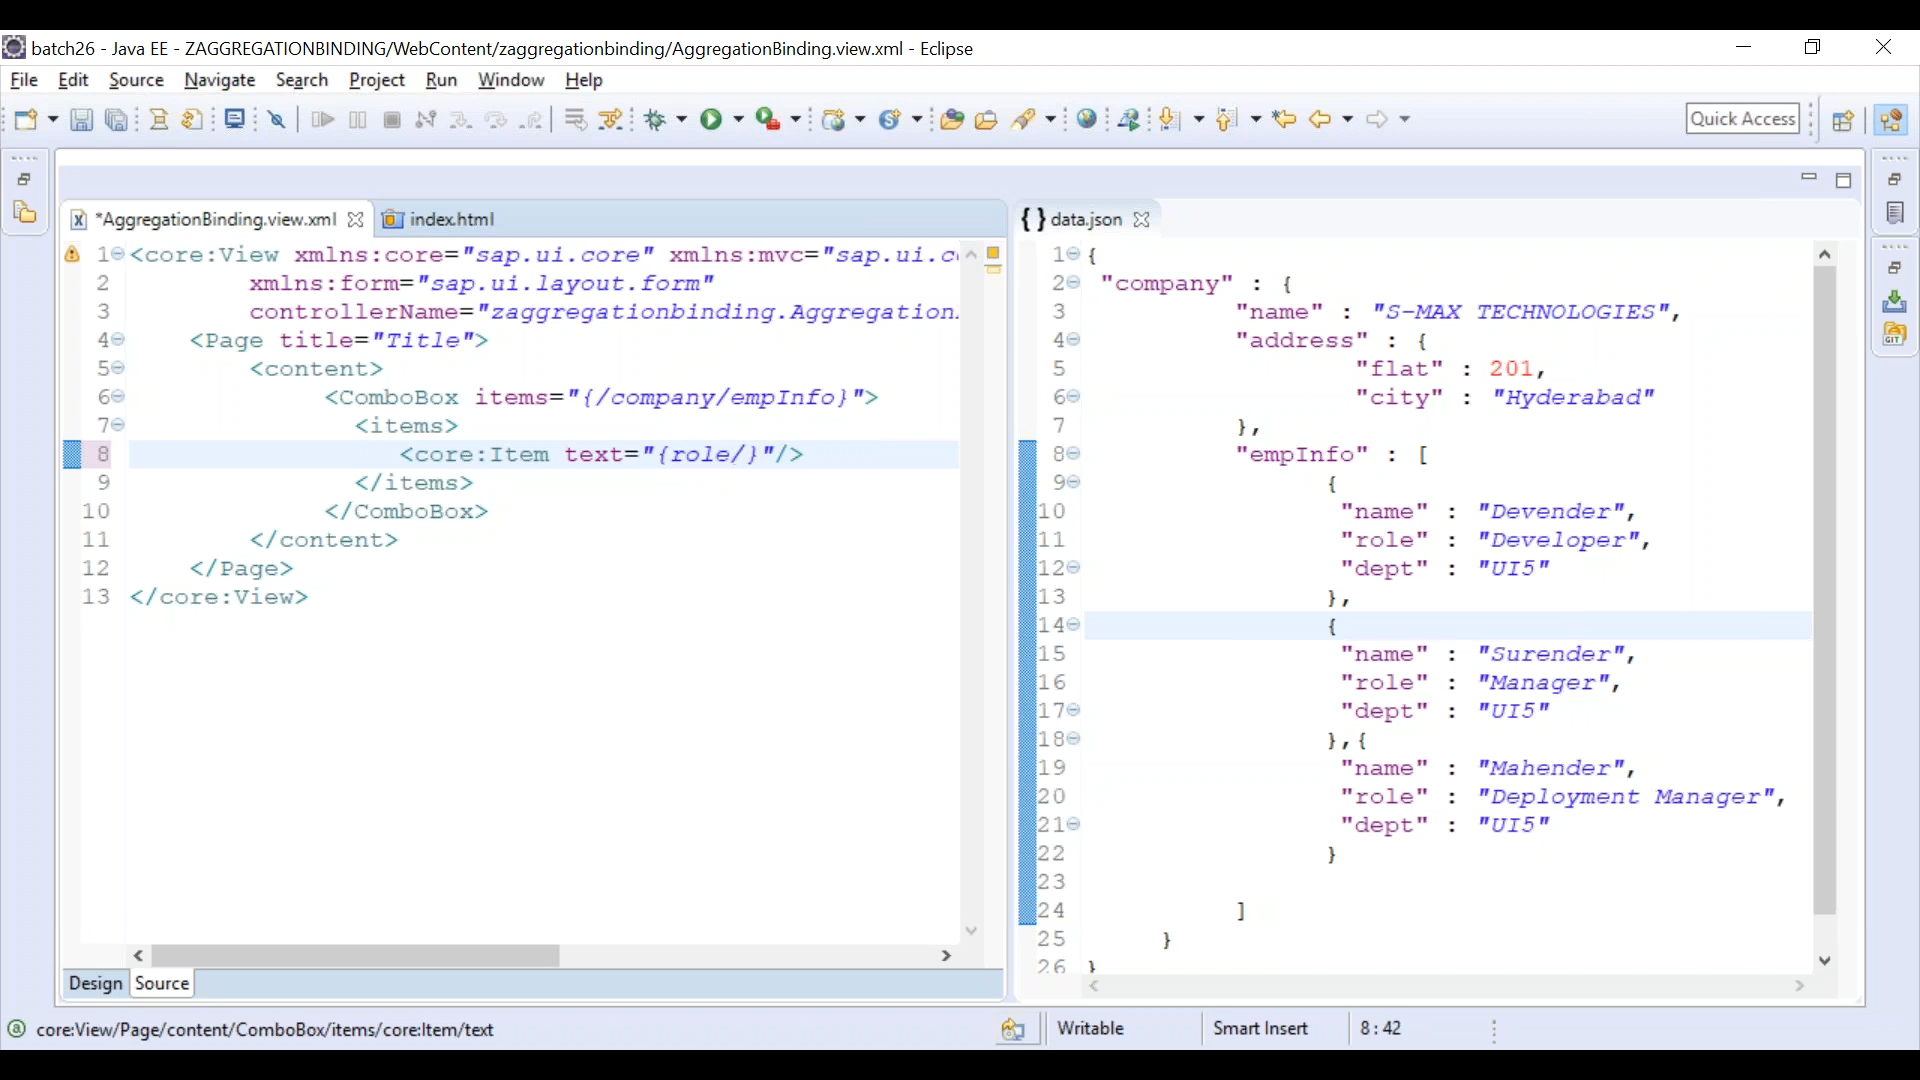 batch26 - Java EE - ZAGGREGATIONBINDING/WebContent/zaggregationbinding/AggregationBinding.view.xml - Eclipse
File Edit Source Navigate Search Project Run Window Help
Quick Access
*AggregationBinding.view.xml index.html
1 <core:View xmlns:core="sap.ui.core" xmlns:mvc="sap.ui.c
2 xmlns:form="sap.ui.layout.form"
3 controllerName="zaggregationbinding.Aggregation
4 <Page title="Title">
5 <content>
6 <ComboBox items="{/company/empInfo}">
7 <items>
8 <core:Item text="{role/}"/>
9 </items>
10 </ComboBox>
11 </content>
12 </Page>
13 </core:View>
Design Source
{ } data.json
1 {
2 "company" : {
3 "name" : "S-MAX TECHNOLOGIES",
4 "address" : {
5 "flat" : 201,
6 "city" : "Hyderabad"
7 },
8 "empInfo" : [
9 {
10 "name" : "Devender",
11 "role" : "Developer",
12 "dept" : "UI5"
13 },
14 {
15 "name" : "Surender",
16 "role" : "Manager",
17 "dept" : "UI5"
18 },{
19 "name" : "Mahender",
20 "role" : "Deployment Manager",
21 "dept" : "UI5"
22 }
23
24 ]
25 }
26 }
GIT
core:View/Page/content/ComboBox/items/core:Item/text
Writable Smart Insert 8 : 42